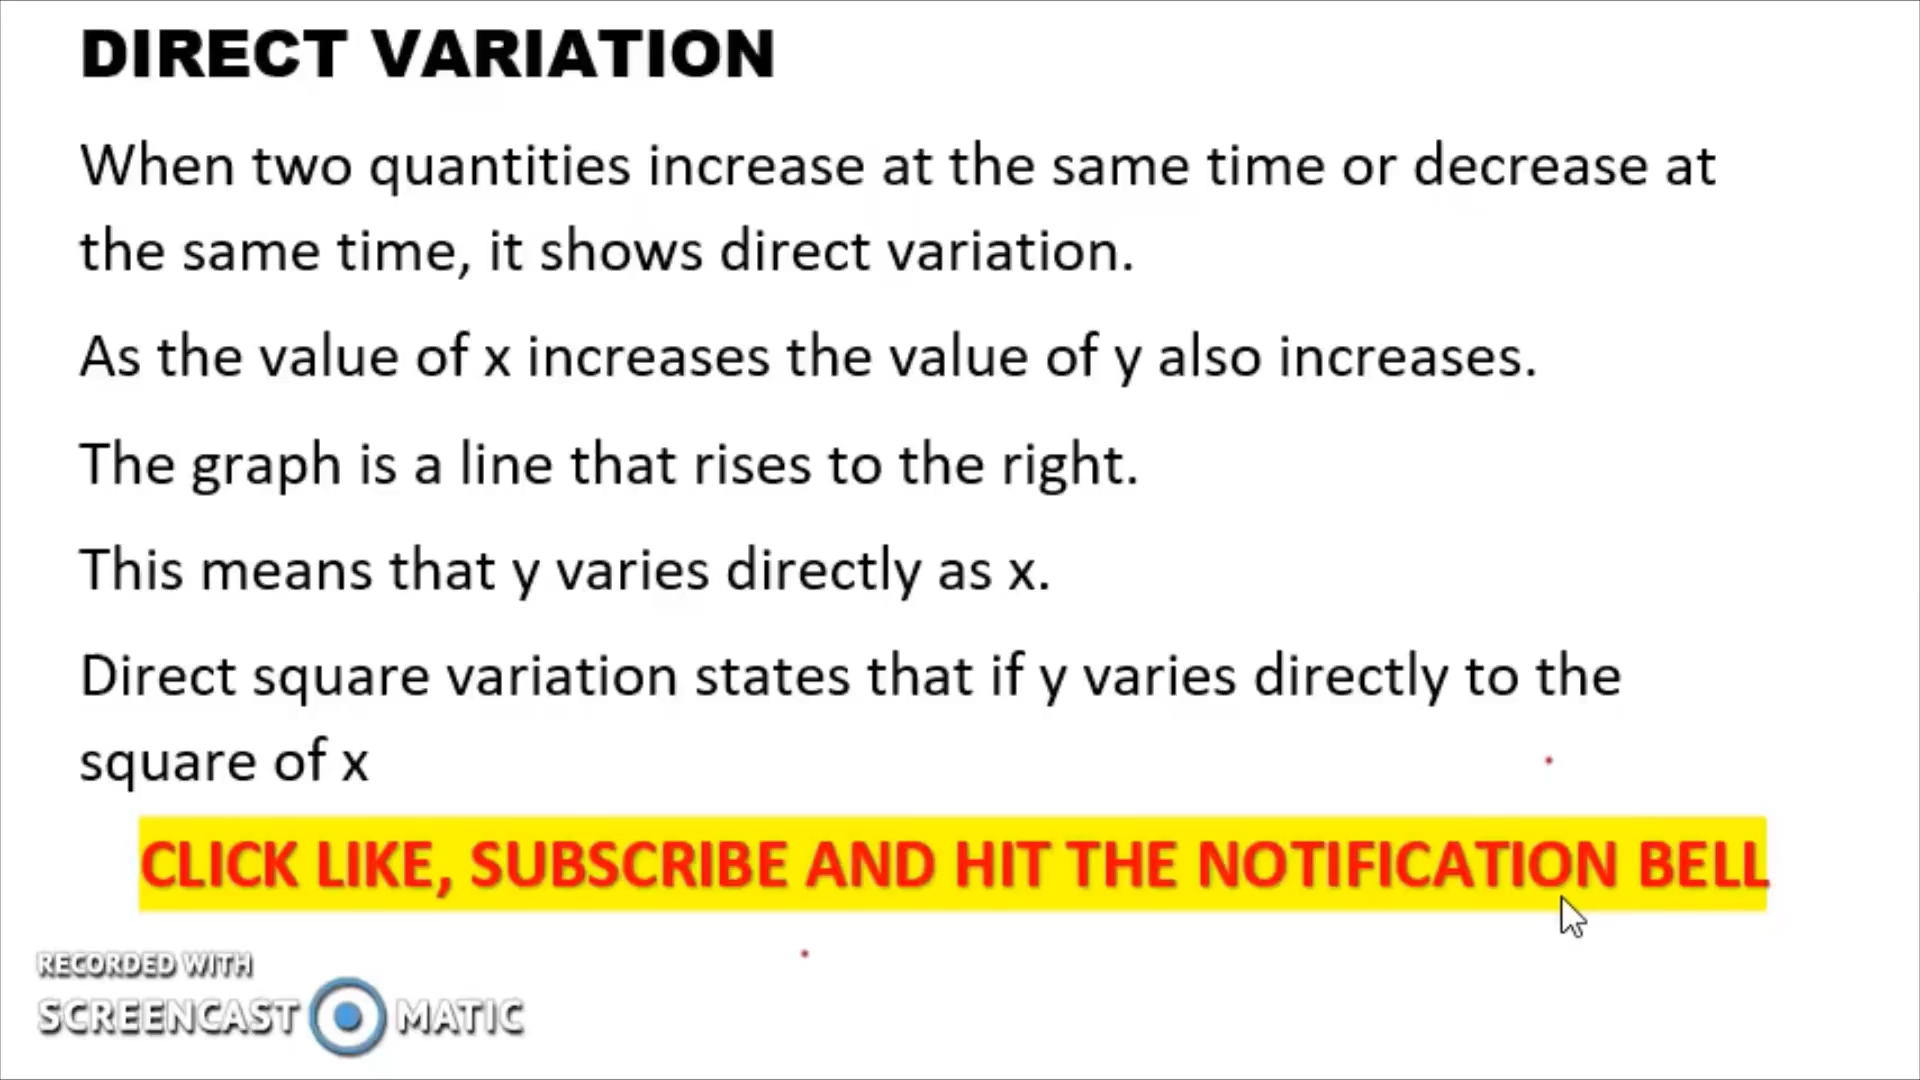 DIRECT VARIATION
When two quantities increase at the same time or decrease at
the same time, it shows direct variation.
As the value of x increases the value of y also increases.
The graph is a line that rises to the right.
This means that y varies directly as x.
Direct square variation states that if y varies directly to the
square of x
CLICK LIKE, SUBSCRIBE AND HIT THE NOTIFICATION BELL
RECORDED WITH
SCREENCAST MATIC